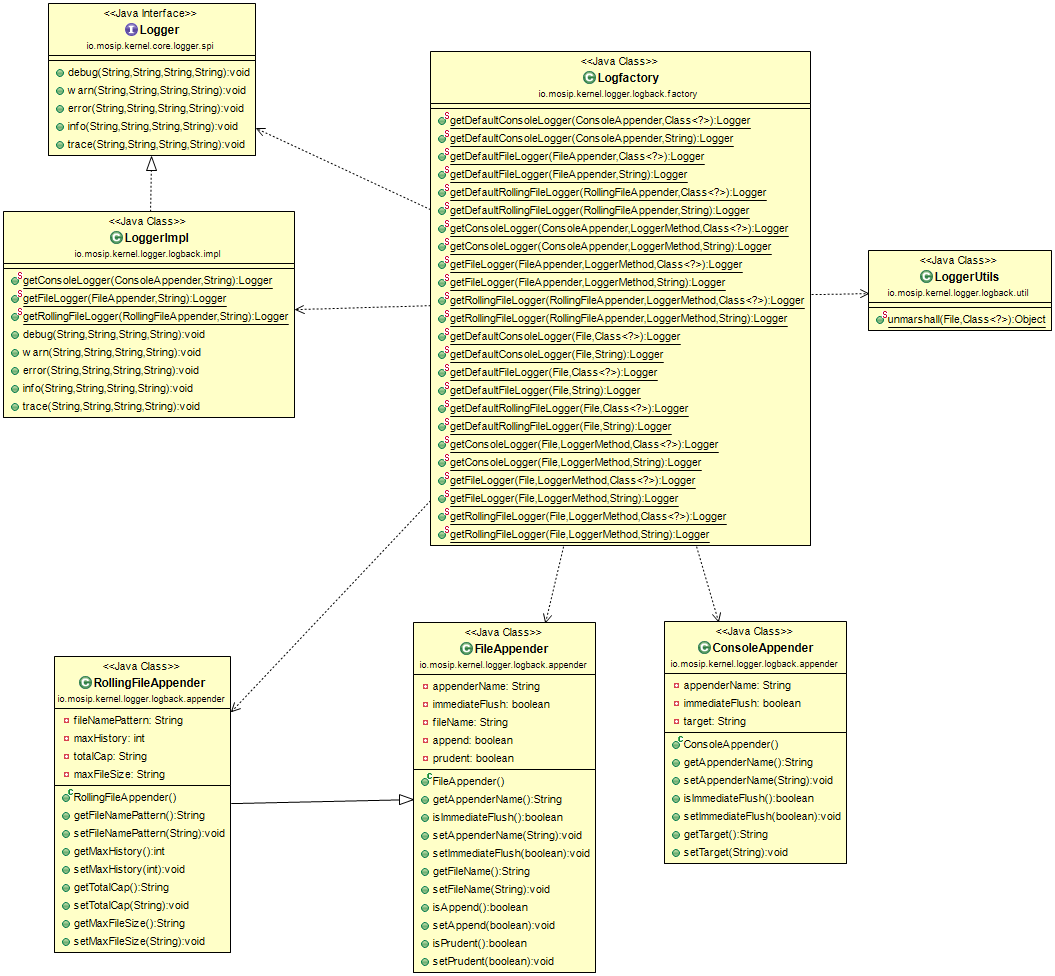 <<Java Interface>>
Logger
io.mosip.kernel.core.logger.spi
debug(String,String,String,String):void
warn(String,String,String,String):void
error(String,String,String,String):void
info(String,String,String,String):void
trace(String,String,String,String):void
<<Java Class>>
LoggerImpl
io.mosip.kernel.logger.logback.impl
getConsoleLogger(ConsoleAppender,String):Logger
getFileLogger(FileAppender,String):Logger
getRollingFileLogger(RollingFileAppender,String):Logger
debug(String,String,String,String):void
warn(String,String,String,String):void
error(String,String,String,String):void
info(String,String,String,String):void
trace(String,String,String,String):void
<<Java Class>>
Logfactory
io.mosip.kernel.logger.logback.factory
getDefaultConsoleLogger(ConsoleAppender,Class<?>):Logger
getDefaultConsoleLogger(ConsoleAppender,String):Logger
getDefaultFileLogger(FileAppender,Class<?>):Logger
getDefaultFileLogger(FileAppender,String):Logger
getDefaultRollingFileLogger(RollingFileAppender,Class<?>):Logger
getDefaultRollingFileLogger(RollingFileAppender,String):Logger
getConsoleLogger(ConsoleAppender,LoggerMethod,Class<?>):Logger
getConsoleLogger(ConsoleAppender,LoggerMethod,String):Logger
getFileLogger(FileAppender,LoggerMethod,Class<?>):Logger
getFileLogger(FileAppender,LoggerMethod,String):Logger
getRollingFileLogger(RollingFileAppender,LoggerMethod,Class<?>):Logger
getRollingFileLogger(RollingFileAppender,LoggerMethod,String):Logger
getDefaultConsoleLogger(File,Class<?>):Logger
getDefaultConsoleLogger(File,String):Logger
getDefaultFileLogger(File,Class<?>):Logger
getDefaultFileLogger(File,String):Logger
getDefaultRollingFileLogger(File,Class<?>):Logger
getDefaultRollingFileLogger(File,String):Logger
getConsoleLogger(File,LoggerMethod,Class<?>):Logger
getConsoleLogger(File,LoggerMethod,String):Logger
getFileLogger(File,LoggerMethod,Class<?>):Logger
getFileLogger(File,LoggerMethod,String):Logger
getRollingFileLogger(File,LoggerMethod,Class<?>):Logger
getRollingFileLogger(File,LoggerMethod,String):Logger
<<Java Class>>
LoggerUtils
io.mosip.kernel.logger.logback.util
unmarshall(File,Class<?>):Object
<<Java Class>>
RollingFileAppender
io.mosip.kernel.logger.logback.appender
fileNamePattern: String
maxHistory: int
totalCap: String
maxFileSize: String
RollingFileAppender()
getFileNamePattern():String
setFileNamePattern(String):void
getMaxHistory():int
setMaxHistory(int):void
getTotalCap():String
setTotalCap(String):void
getMaxFileSize():String
setMaxFileSize(String):void
<<Java Class>>
FileAppender
io.mosip.kernel.logger.logback.appender
appenderName: String
immediateFlush: boolean
fileName: String
append: boolean
prudent: boolean
FileAppender()
getAppenderName():String
isImmediateFlush():boolean
setAppenderName(String):void
setImmediateFlush(boolean):void
getFileName():String
setFileName(String):void
isAppend():boolean
setAppend(boolean):void
isPrudent():boolean
setPrudent(boolean):void
<<Java Class>>
ConsoleAppender
io.mosip.kernel.logger.logback.appender
appenderName: String
immediateFlush: boolean
target: String
ConsoleAppender()
getAppenderName():String
setAppenderName(String):void
isImmediateFlush():boolean
setImmediateFlush(boolean):void
getTarget():String
setTarget(String):void